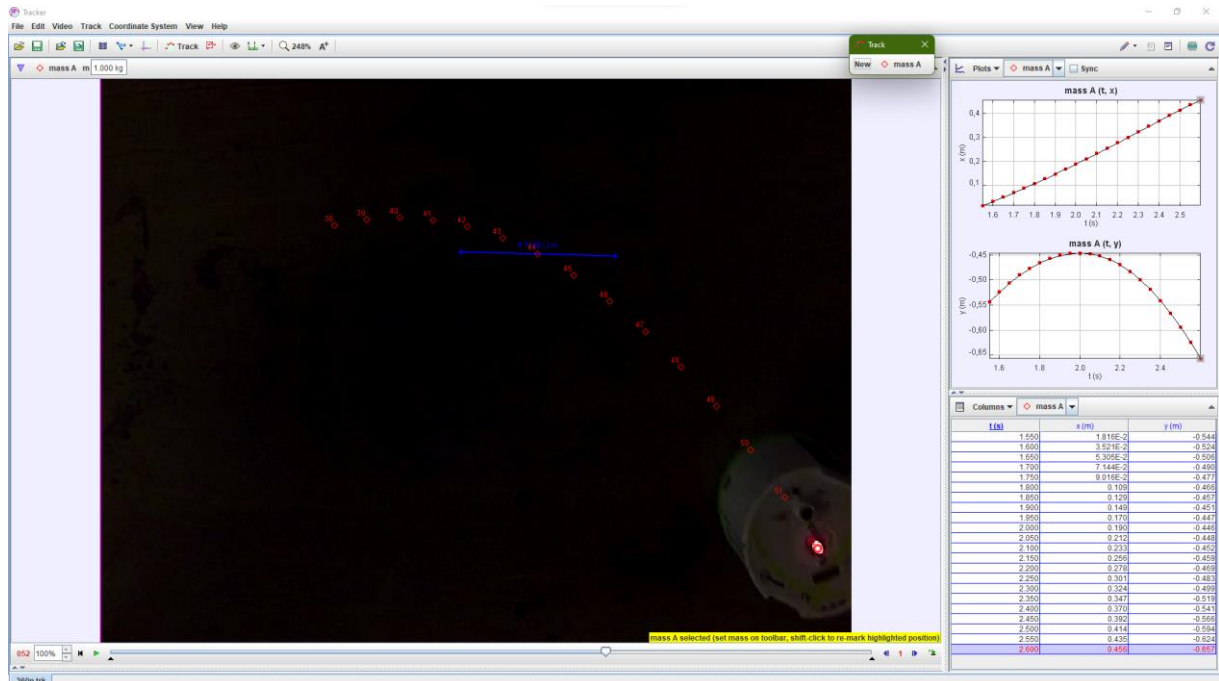 Tracker
File Edit Video Track Coordinate System View Help
Track 248% A
mass A m 1.000 kg
Track
New mass A
Plots mass A Sync
mass A (t, x)
x (m)
0,4
0,3
0,2
0,1
1.6 1.7 1.8 1.9 2.0 2.1 2.2 2.3 2.4 2.5
t (s)
mass A (t, y)
y (m)
-0,45
-0,50
-0,55
-0,60
-0,65
1.6 1.8 2.0 2.2 2.4
t (s)
38 39 40 41 42 43
44
45
46
47
48
49
50
51
Columns mass A
t (s) x (m) y (m)
1.550 1.816E-2 -0.544
1.600 3.521E-2 -0.524
1.650 5.305E-2 -0.506
1.700 7.144E-2 -0.490
1.750 9.016E-2 -0.477
1.800 0.109 -0.466
1.850 0.129 -0.457
1.900 0.149 -0.451
1.950 0.170 -0.447
2.000 0.190 -0.446
2.050 0.212 -0.448
2.100 0.233 -0.452
2.150 0.256 -0.459
2.200 0.278 -0.469
2.250 0.301 -0.483
2.300 0.324 -0.499
2.350 0.347 -0.519
2.400 0.370 -0.541
2.450 0.392 -0.566
2.500 0.414 -0.594
2.550 0.435 -0.624
2.600 0.456 -0.657
mass A selected (set mass on toolbar, shift-click to re-mark highlighted position)
052 100% 1